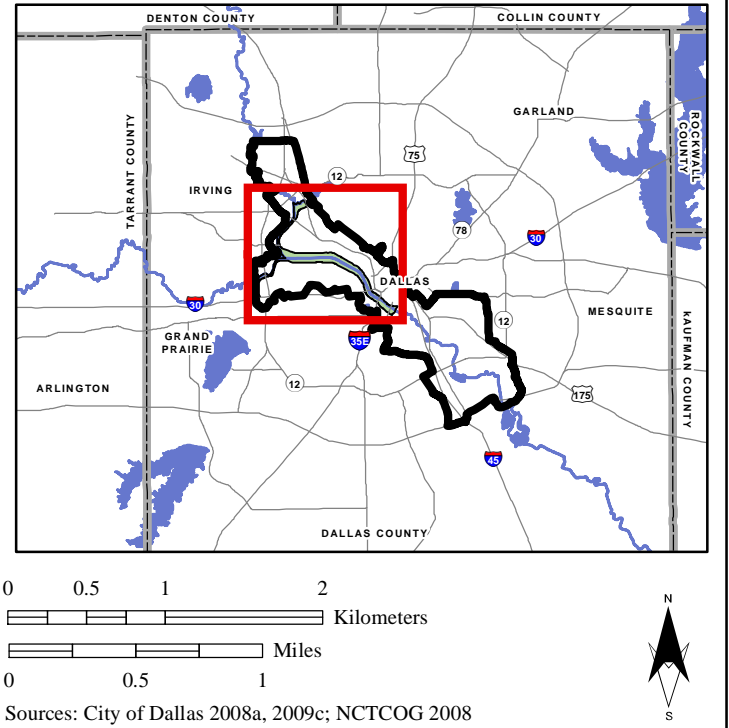 DENTON COUNTY
COLLIN COUNTY
GARLAND
TARRANT COUNTY
ROCKWALL
COUNTY
75
12
IRVING
78
30
DALLAS
30
12
MESQUITE
GRAND
PRAIRIE
35E
KAUFMAN COUNTY
12
175
ARLINGTON
45
DALLAS COUNTY
0 0.5 1 2
Kilometers
Miles
0 0.5 1
N
S
Sources: City of Dallas 2008a, 2009c; NCTCOG 2008